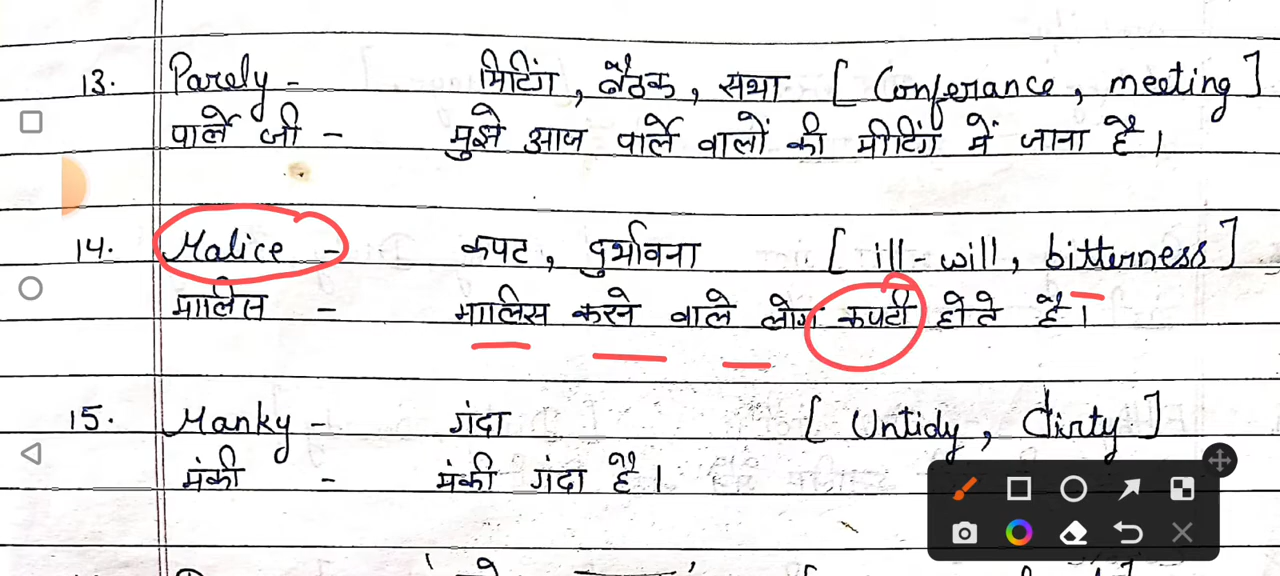 13. Parely - मिटिंग, बैठक, सभा [Conferance, meeting]
पार्ले जी - मुझे आज पार्ले वालों की मीटिंग में जाना है।
14. Malice - कपट, दुर्भावना [ill-will, bitterness]
मालिस - मालिस करने वाले लोग कपटी होते है।
15. Manky - गंदा [Untidy, dirty]
मंकी - मंकी गंदा है।